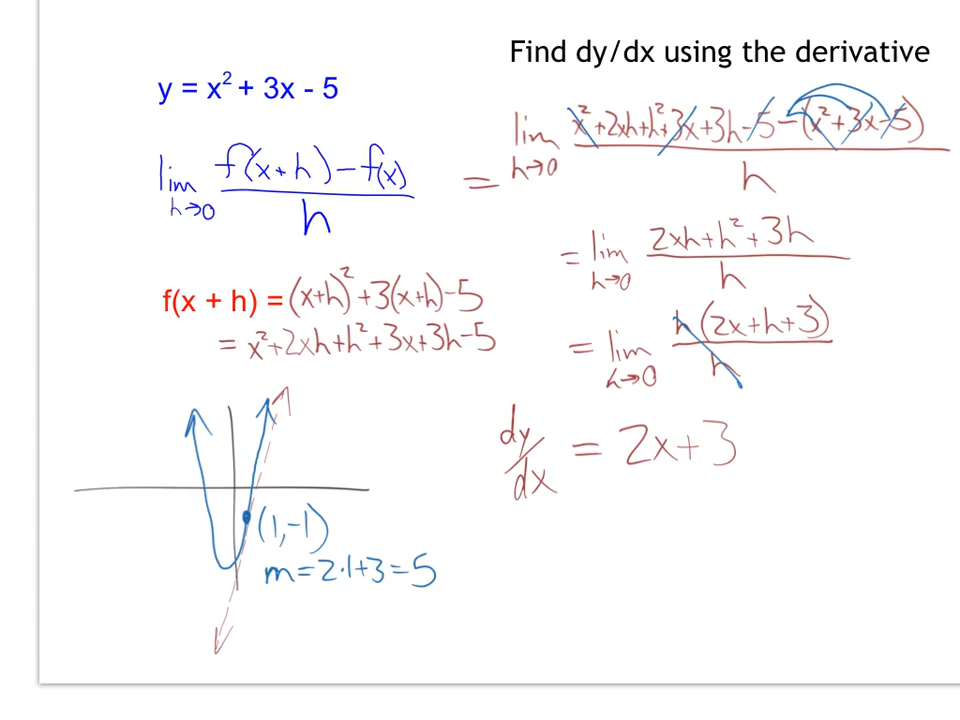 Find dy/dx using the derivative
y = x² + 3x - 5
lim h→0 f(x+h) - f(x) / h
f(x + h) = (x+h)² + 3(x+h) - 5
= x² + 2xh + h² + 3x + 3h - 5
= lim h→0 x² + 2xh + h² + 3x + 3h - 5 - (x² + 3x - 5) / h
= lim h→0 2xh + h² + 3h / h
= lim h→0 h(2x + h + 3) / h
dy/dx = 2x + 3
(1, -1)
m = 2·1 + 3 = 5